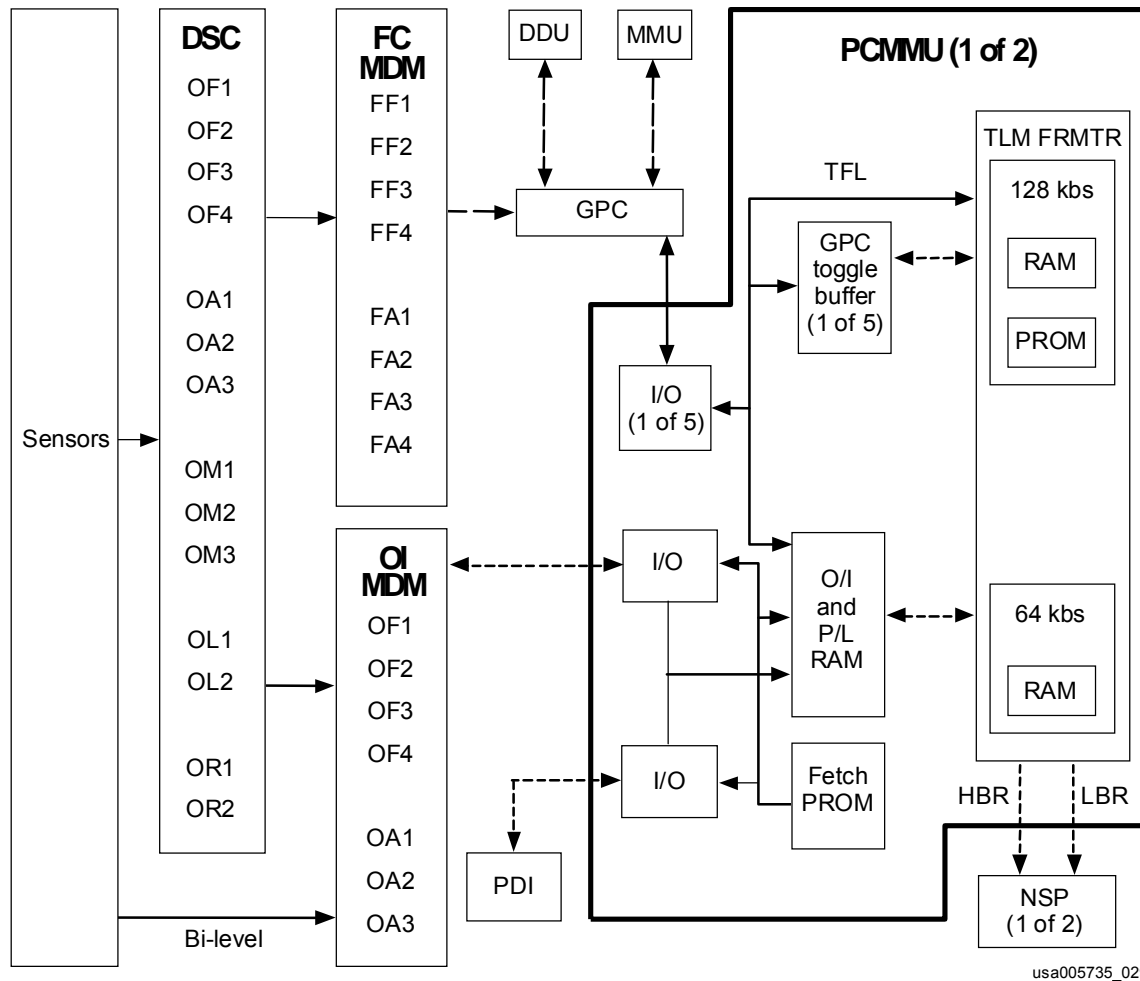 Sensors
DSC
OF1
OF2
OF3
OF4
OA1
OA2
OA3
OM1
OM2
OM3
OL1
OL2
OR1
OR2
FC
MDM
FF1
FF2
FF3
FF4
FA1
FA2
FA3
FA4
OI
MDM
OF1
OF2
OF3
OF4
OA1
OA2
OA3
Bi-level
DDU
MMU
GPC
PCMMU (1 of 2)
I/O
(1 of 5)
TFL
GPC
toggle
buffer
(1 of 5)
TLM FRMTR
128 kbs
RAM
PROM
I/O
O/I
and
P/L
RAM
64 kbs
RAM
I/O
Fetch
PROM
PDI
HBR
LBR
NSP
(1 of 2)
usa005735_02